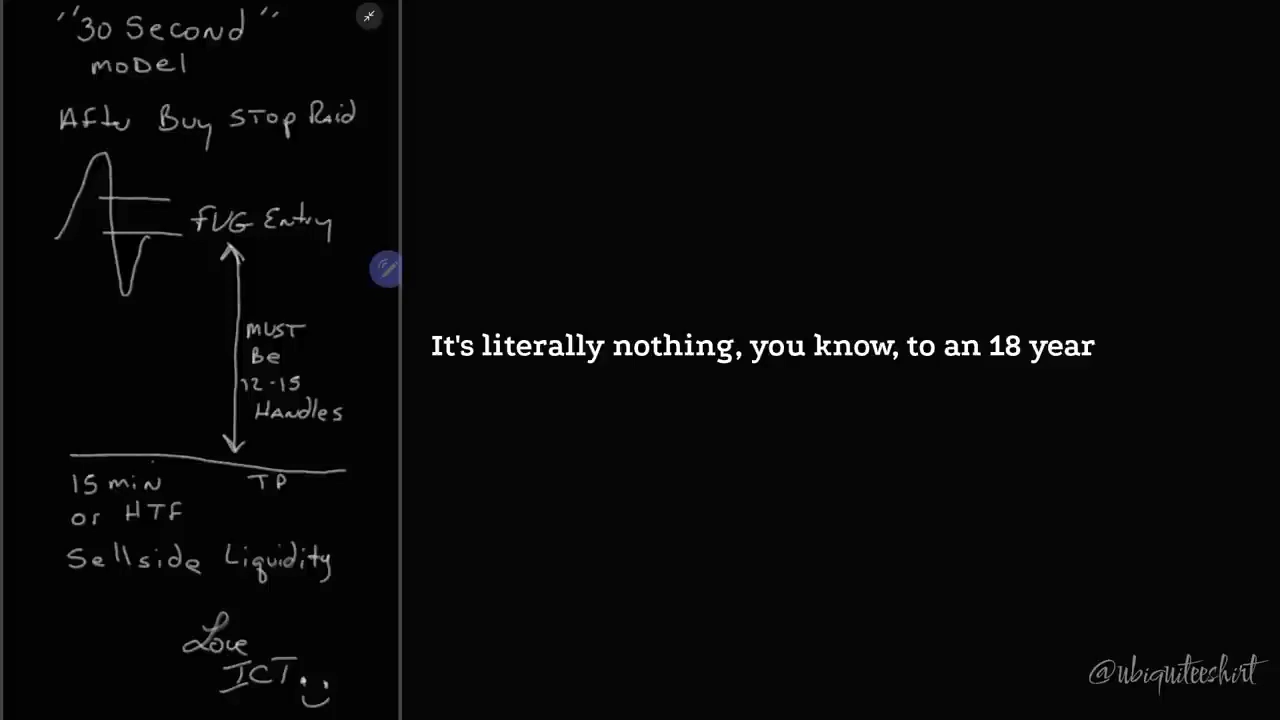 "30 Second"
model
After Buy STop Raid
FVG Entry
MUST
Be
12-15
HANdles
15 miN
TP
or HTF
Sellside Liquidity
Love
ICT
It's literally nothing, you know, to an 18 year
@ubiquiteeshirt